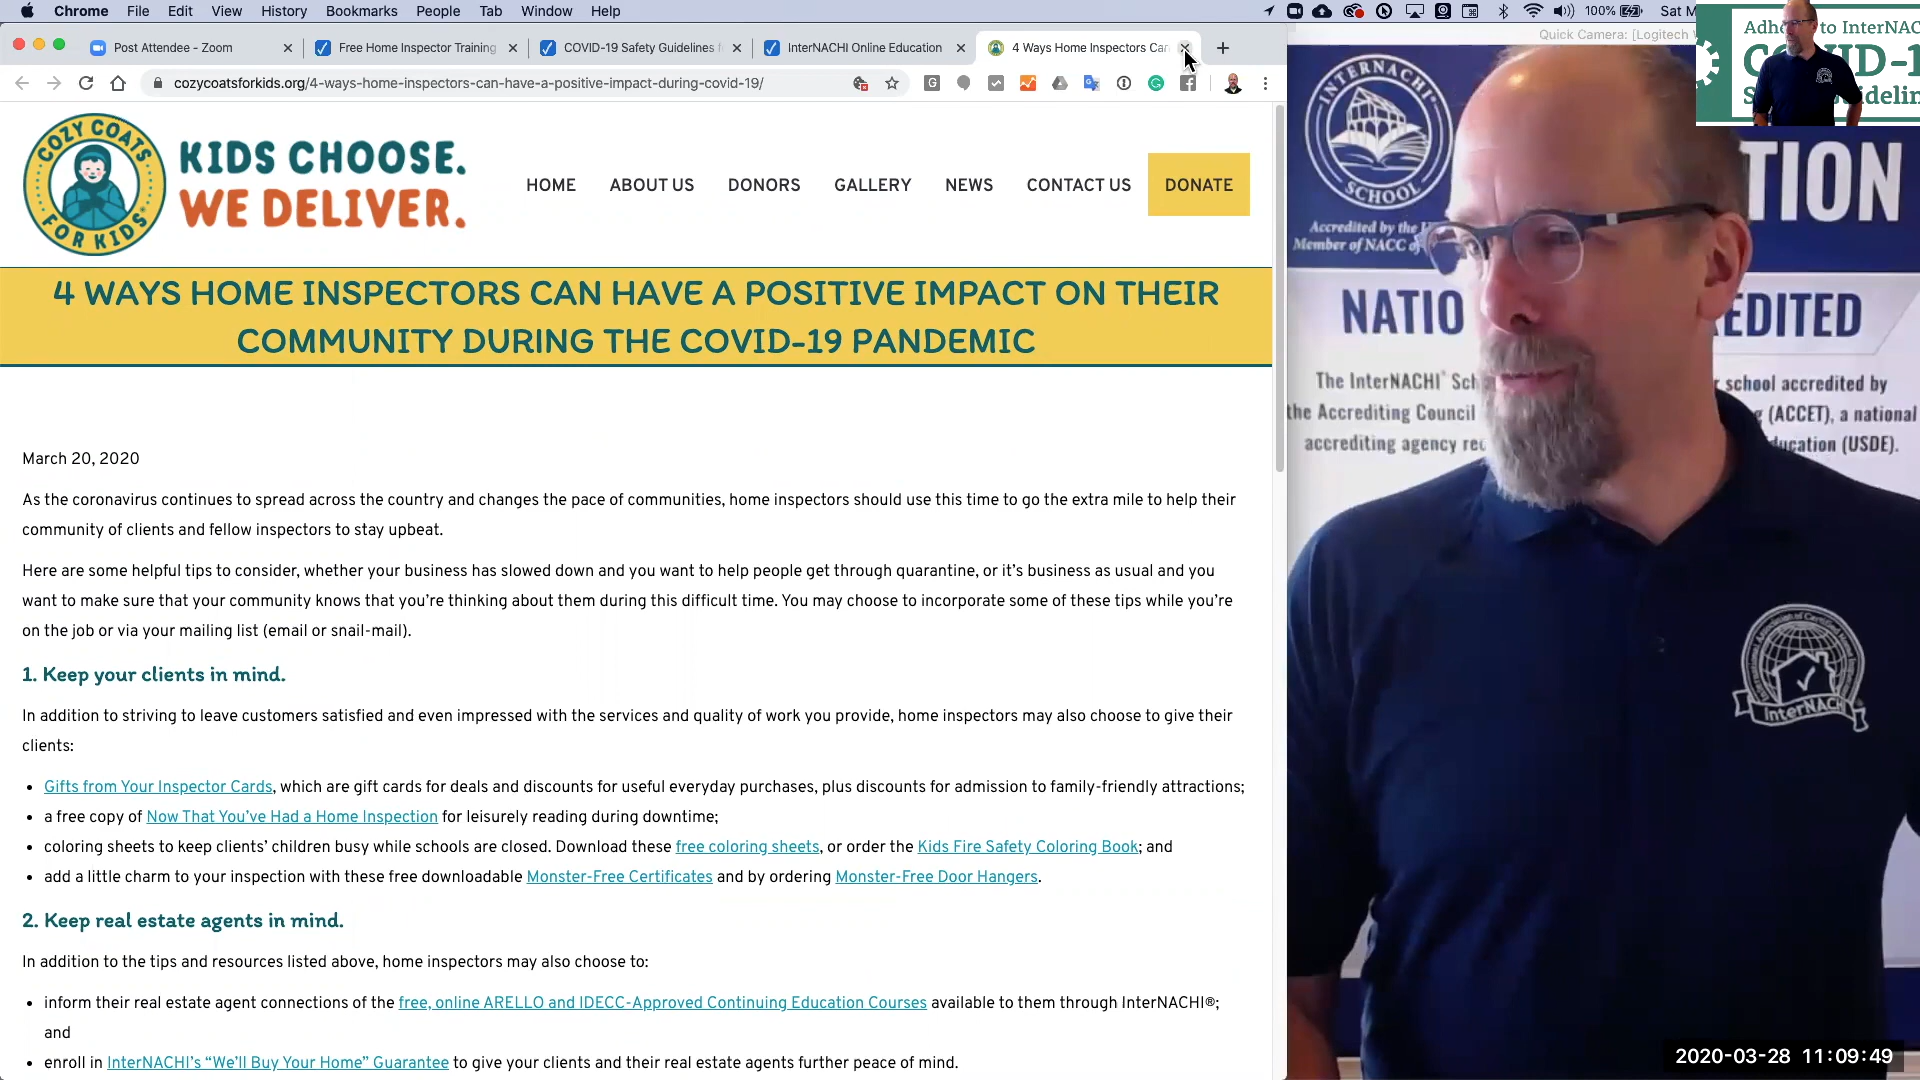 Chrome File Edit View History Bookmarks People Tab Window Help
100% Sat M
Post Attendee - Zoom
Free Home Inspector Training
COVID-19 Safety Guidelines f
InterNACHI Online Education
4 Ways Home Inspectors Can
Quick Camera: [Logitech W
cozycoatsforkids.org/4-ways-home-inspectors-can-have-a-positive-impact-during-covid-19/
COZY COATS FOR KIDS
KIDS CHOOSE.
WE DELIVER.
HOME ABOUT US DONORS GALLERY NEWS CONTACT US DONATE
4 WAYS HOME INSPECTORS CAN HAVE A POSITIVE IMPACT ON THEIR
COMMUNITY DURING THE COVID-19 PANDEMIC
March 20, 2020
As the coronavirus continues to spread across the country and changes the pace of communities, home inspectors should use this time to go the extra mile to help their
community of clients and fellow inspectors to stay upbeat.
Here are some helpful tips to consider, whether your business has slowed down and you want to help people get through quarantine, or it's business as usual and you
want to make sure that your community knows that you're thinking about them during this difficult time. You may choose to incorporate some of these tips while you're
on the job or via your mailing list (email or snail-mail).
1. Keep your clients in mind.
In addition to striving to leave customers satisfied and even impressed with the services and quality of work you provide, home inspectors may also choose to give their
clients:
• Gifts from Your Inspector Cards, which are gift cards for deals and discounts for useful everyday purchases, plus discounts for admission to family-friendly attractions;
• a free copy of Now That You've Had a Home Inspection for leisurely reading during downtime;
• coloring sheets to keep clients' children busy while schools are closed. Download these free coloring sheets, or order the Kids Fire Safety Coloring Book; and
• add a little charm to your inspection with these free downloadable Monster-Free Certificates and by ordering Monster-Free Door Hangers.
2. Keep real estate agents in mind.
In addition to the tips and resources listed above, home inspectors may also choose to:
• inform their real estate agent connections of the free, online ARELLO and IDECC-Approved Continuing Education Courses available to them through InterNACHI®;
and
• enroll in InterNACHI's “We'll Buy Your Home” Guarantee to give your clients and their real estate agents further peace of mind.
to InterNAC
INTERNACHI
SCHOOL
TION
Accredited by the
Member of NACC
NATIO EDITED
The InterNACHI® Sch school accredited by
the Accrediting Council (ACCET), a national
accrediting agency rec ducation (USDE).
InterNACHI
2020-03-28 11:09:49